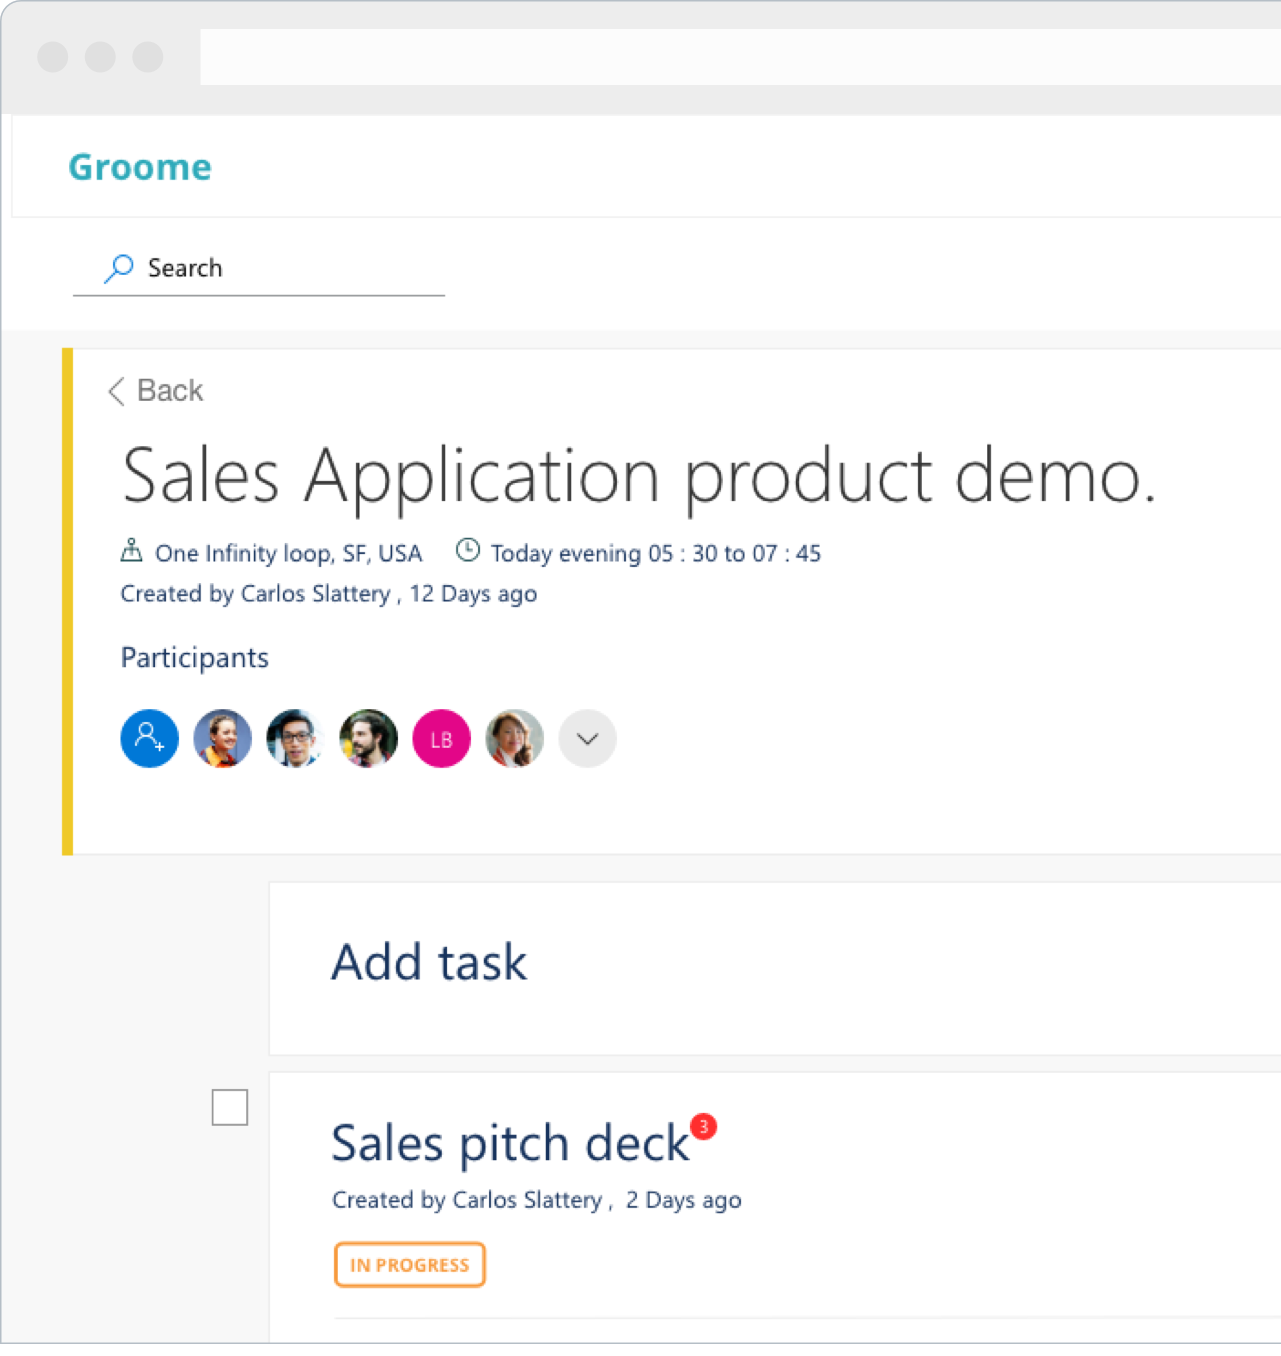 Groome
Search
Back
Sales Application product demo.
One Infinity loop, SF, USA Today evening 05 : 30 to 07 : 45
Created by Carlos Slattery , 12 Days ago
Participants
LB
Add task
Sales pitch deck 3
Created by Carlos Slattery , 2 Days ago
IN PROGRESS